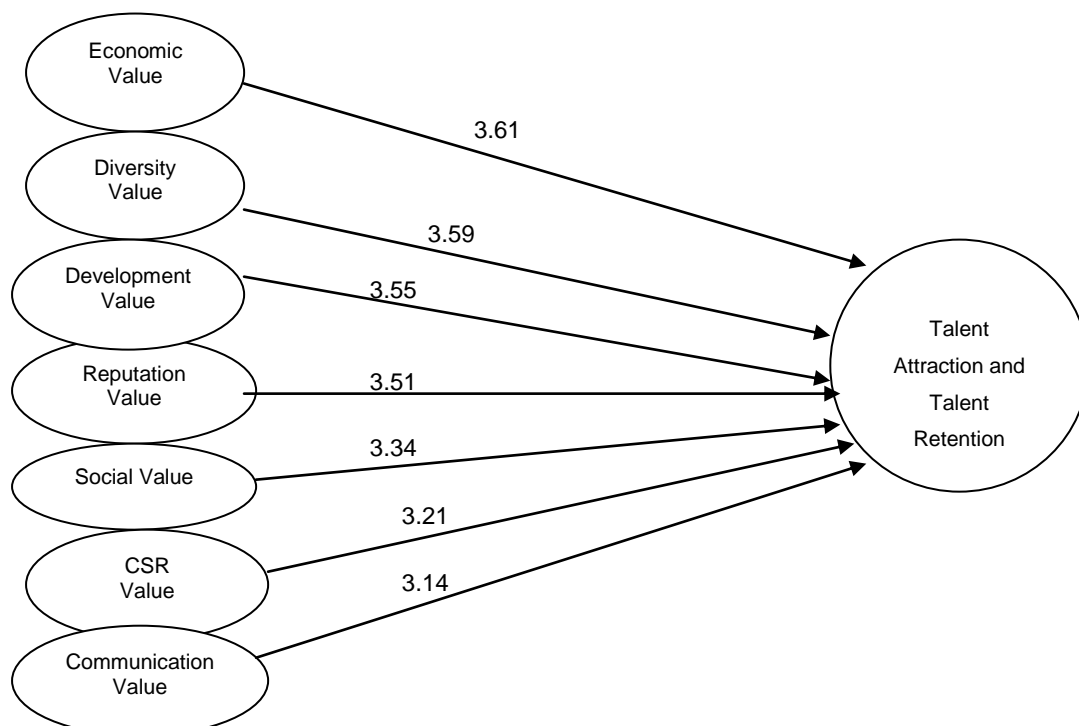 Economic
Value
3.61
Diversity
Value
3.59
Development
Value
3.55
Talent
Attraction and
Talent
Retention
Reputation
Value
3.51
Social Value
3.34
CSR
Value
3.21
Communication
Value
3.14